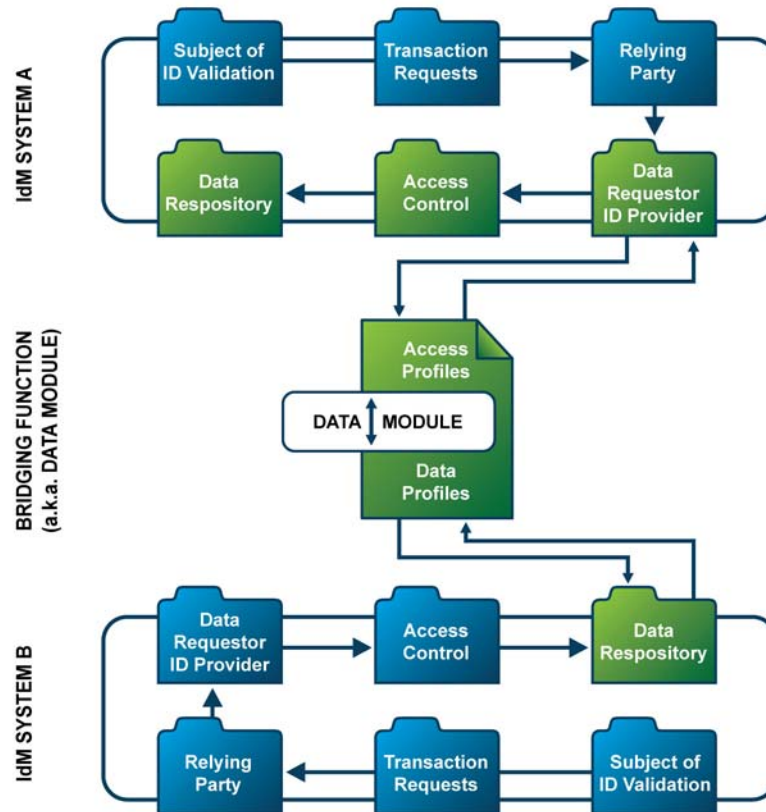 IdM SYSTEM A
Subject of
ID Validation
Transaction
Requests
Relying
Party
Data
Respository
Access
Control
Data
Requestor
ID Provider
BRIDGING FUNCTION
(a.k.a. DATA MODULE)
Access
Profiles
DATA MODULE
Data
Profiles
IdM SYSTEM B
Data
Requestor
ID Provider
Access
Control
Data
Respository
Relying
Party
Transaction
Requests
Subject of
ID Validation